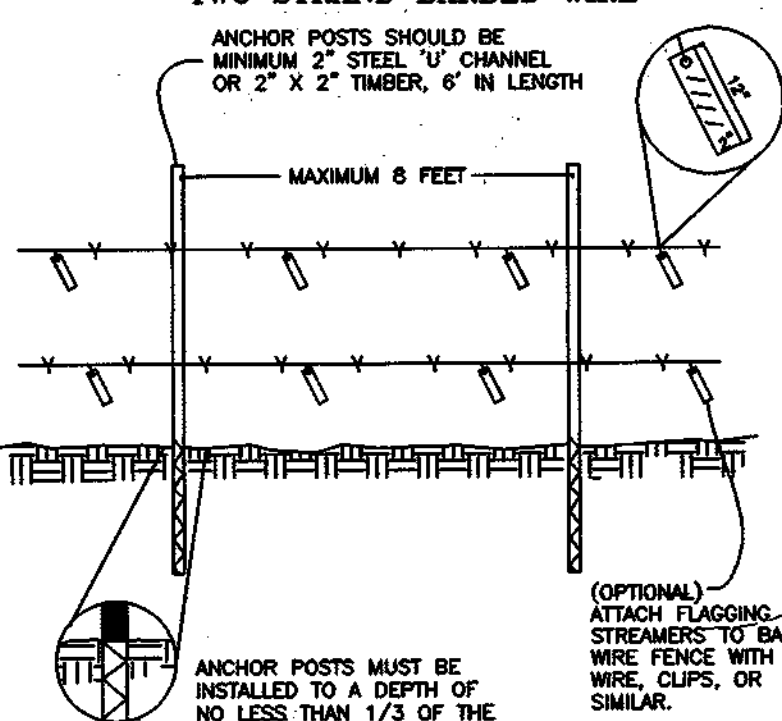 ANCHOR POSTS SHOULD BE
MINIMUM 2" STEEL 'U' CHANNEL
OR 2" X 2" TIMBER, 6' IN LENGTH
12"
2"
MAXIMUM 8 FEET
(OPTIONAL)
ATTACH FLAGGING
STREAMERS TO BA
WIRE FENCE WITH
WIRE, CLIPS, OR
SIMILAR.
ANCHOR POSTS MUST BE
INSTALLED TO A DEPTH OF
NO LESS THAN 1/3 OF THE